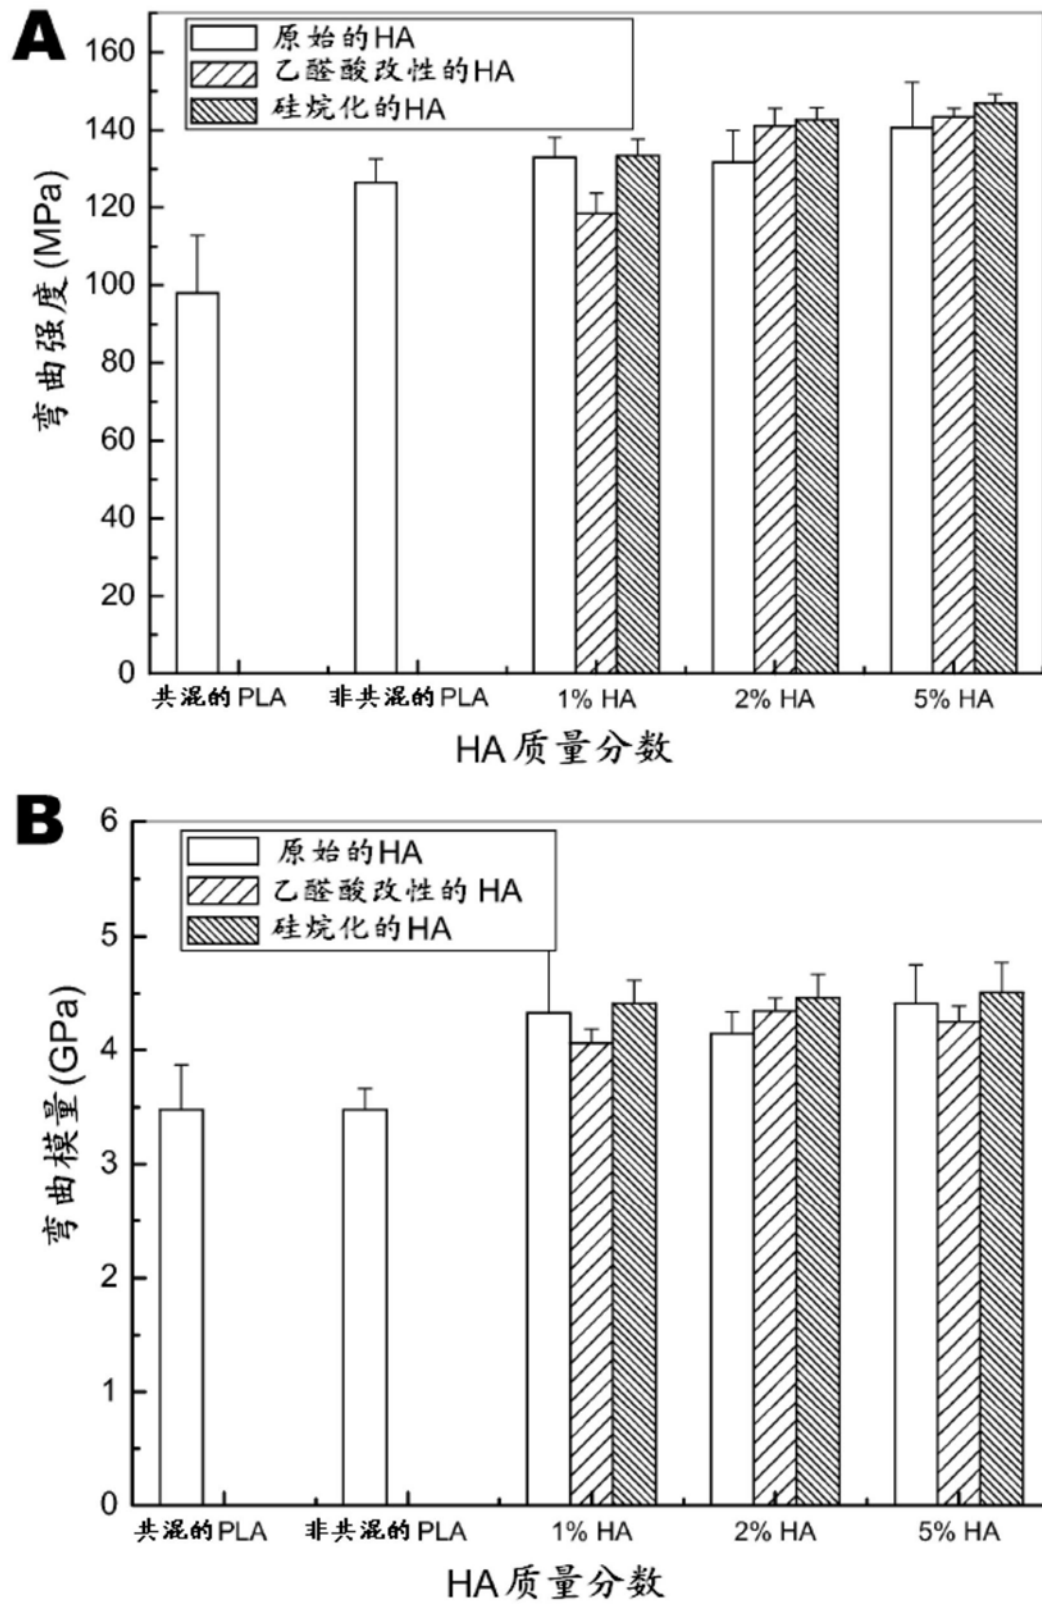 A
原始的HA
乙醛酸改性的HA
硅烷化的HA
弯曲强度(MPa)
160
140
120
100
80
60
40
20
0
共混的PLA
非共混的PLA
1% HA
2% HA
5% HA
HA质量分数
B
原始的HA
乙醛酸改性的HA
硅烷化的HA
弯曲模量(GPa)
6
5
4
3
2
1
0
共混的PLA
非共混的PLA
1% HA
2% HA
5% HA
HA质量分数